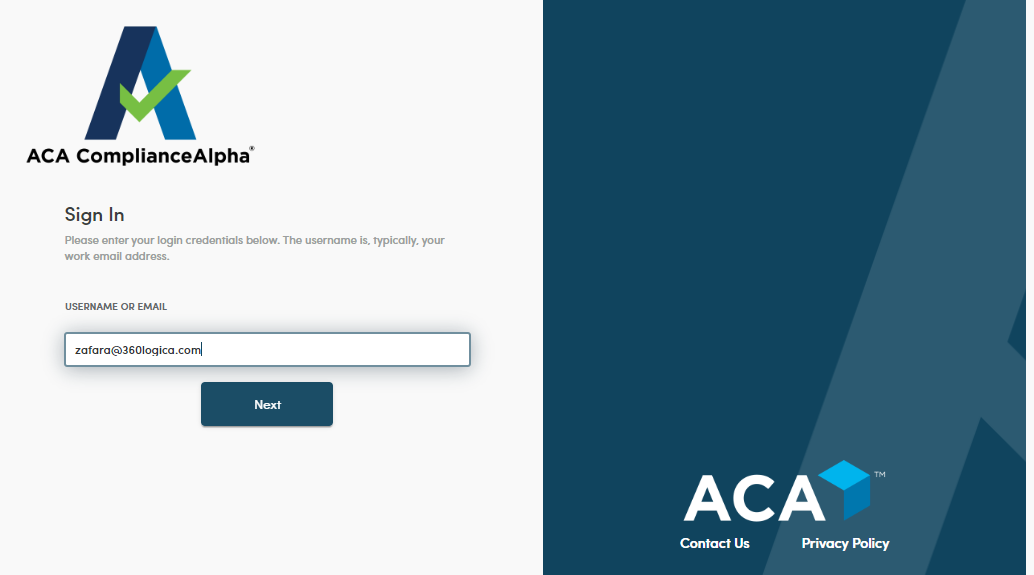 ACA ComplianceAlpha®
Sign In
Please enter your login credentials below. The username is, typically, your
work email address.
USERNAME OR EMAIL
zafara@360logica.com
Next
ACA™
Contact Us Privacy Policy